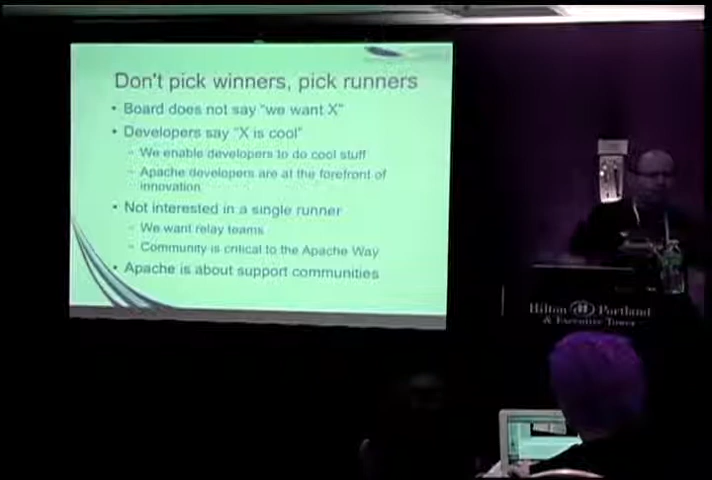 Don't pick winners, pick runners
• Board does not say "we want X"
• Developers say "X is cool"
– We enable developers to do cool stuff
– Apache developers are at the forefront of
innovation
• Not interested in a single runner
– We want relay teams
– Community is critical to the Apache Way
• Apache is about support communities
Hilton Portland
& Executive Tower